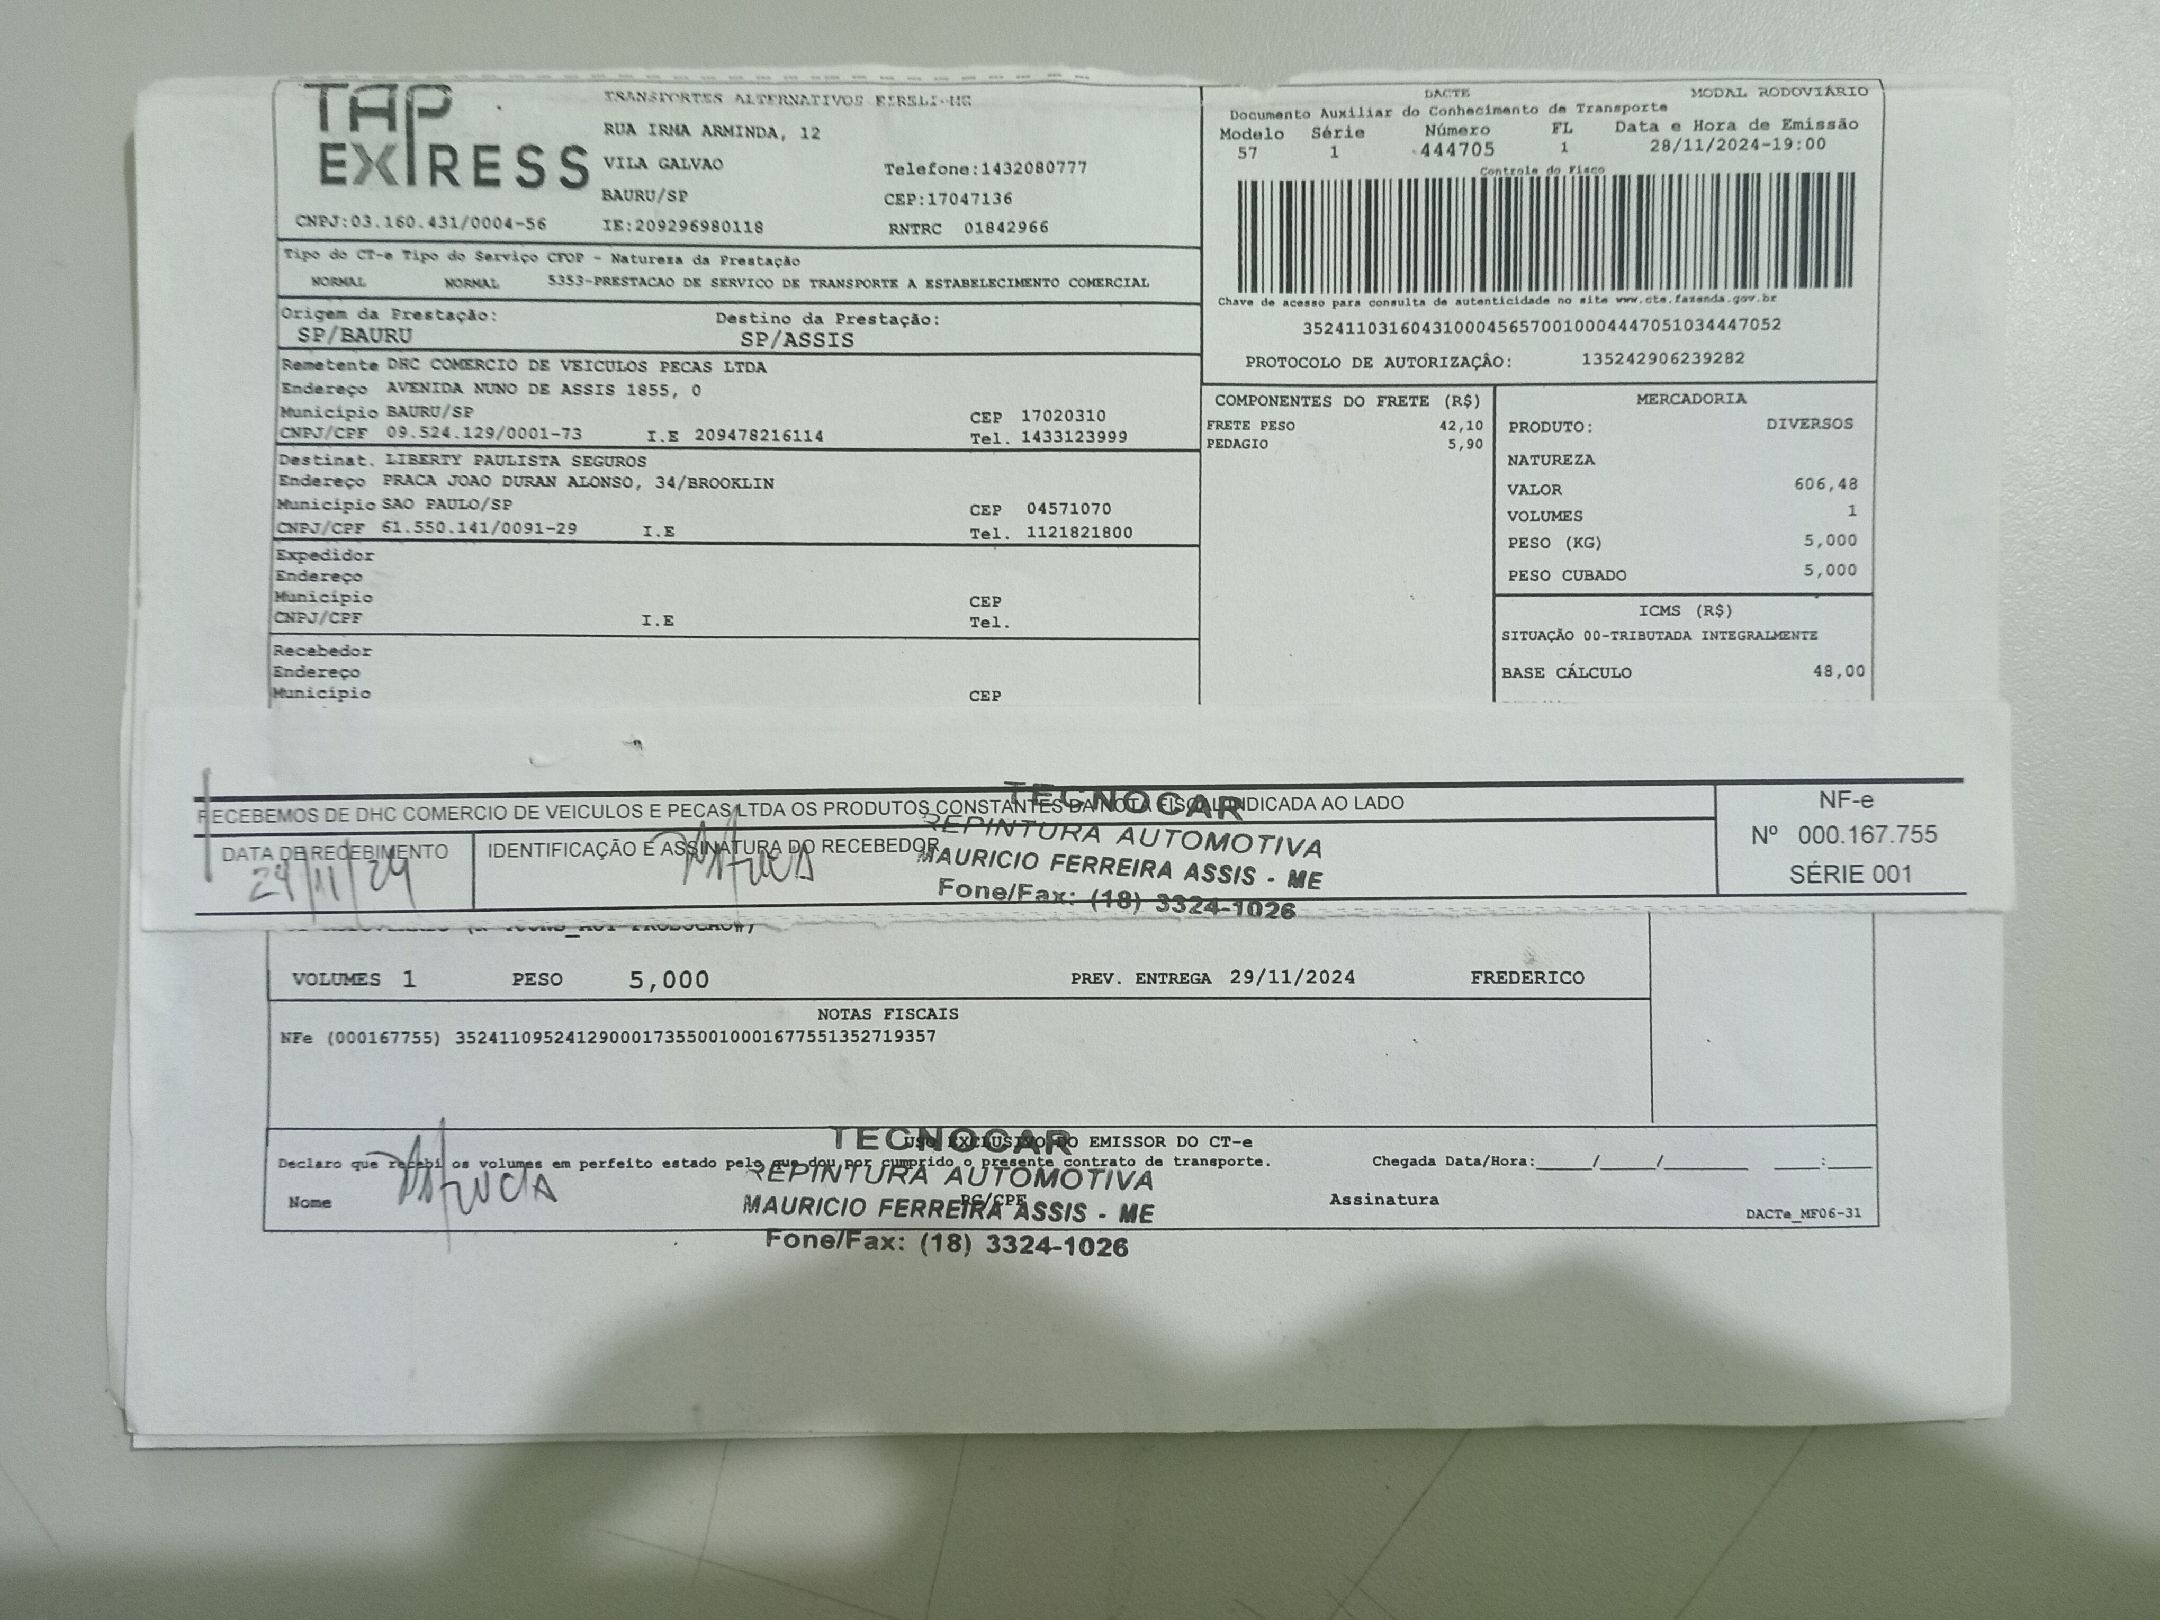 TAP EXPRESS
TRANSPORTES ALTERNATIVOS EIRELI-ME
RUA IRMA ARMINDA, 12
VILA GALVAO Telefone:1432080777
BAURU/SP CEP:17047136
CNPJ:03.160.431/0004-56 IE:209296980118 RNTRC 01842966
DACTE MODAL RODOVIÁRIO
Documento Auxiliar do Conhecimento de Transporte
Modelo Série Número FL Data e Hora de Emissão
57 1 444705 1 28/11/2024-19:00
Controle do Fisco
Chave de acesso para consulta de autenticidade no site www.cte.fazenda.gov.br
35241103160431000456570010004447051034447052
PROTOCOLO DE AUTORIZAÇÃO: 135242906239282
Tipo do CT-e Tipo do Serviço CFOP - Natureza da Prestação
NORMAL NORMAL 5353-PRESTACAO DE SERVICO DE TRANSPORTE A ESTABELECIMENTO COMERCIAL
Origem da Prestação: Destino da Prestação:
SP/BAURU SP/ASSIS
Remetente DHC COMERCIO DE VEICULOS PECAS LTDA
Endereço AVENIDA NUNO DE ASSIS 1855, 0
Município BAURU/SP CEP 17020310
CNPJ/CPF 09.524.129/0001-73 I.E 209478216114 Tel. 1433123999
Destinat. LIBERTY PAULISTA SEGUROS
Endereço PRACA JOAO DURAN ALONSO, 34/BROOKLIN
Município SAO PAULO/SP CEP 04571070
CNPJ/CPF 61.550.141/0091-29 I.E Tel. 1121821800
Expedidor
Endereço
Município CEP
CNPJ/CPF I.E Tel.
Recebedor
Endereço
Município CEP
COMPONENTES DO FRETE (R$)
FRETE PESO 42,10
PEDAGIO 5,90
MERCADORIA
PRODUTO: DIVERSOS
NATUREZA
VALOR 606,48
VOLUMES 1
PESO (KG) 5,000
PESO CUBADO 5,000
ICMS (R$)
SITUAÇÃO 00-TRIBUTADA INTEGRALMENTE
BASE CÁLCULO 48,00
RECEBEMOS DE DHC COMERCIO DE VEICULOS E PECAS LTDA OS PRODUTOS CONSTANTES DA NOTA FISCAL INDICADA AO LADO
DATA DE RECEBIMENTO IDENTIFICAÇÃO E ASSINATURA DO RECEBEDOR
29/11/24
TECNOCAR
REPINTURA AUTOMOTIVA
MAURICIO FERREIRA ASSIS - ME
Fone/Fax: (18) 3324-1026
NF-e
Nº 000.167.755
SÉRIE 001
VOLUMES 1 PESO 5,000 PREV. ENTREGA 29/11/2024 FREDERICO
NOTAS FISCAIS
NFe (000167755) 35241109524129000173550010001677551352719357
USO EXCLUSIVO DO EMISSOR DO CT-e
Declaro que recebi os volumes em perfeito estado pelo que dou por cumprido o presente contrato de transporte. Chegada Data/Hora:_____/_____/_______ ____:____
Nome RG/CPF Assinatura
DACTe_MF06-31
TECNOCAR
REPINTURA AUTOMOTIVA
MAURICIO FERREIRA ASSIS - ME
Fone/Fax: (18) 3324-1026